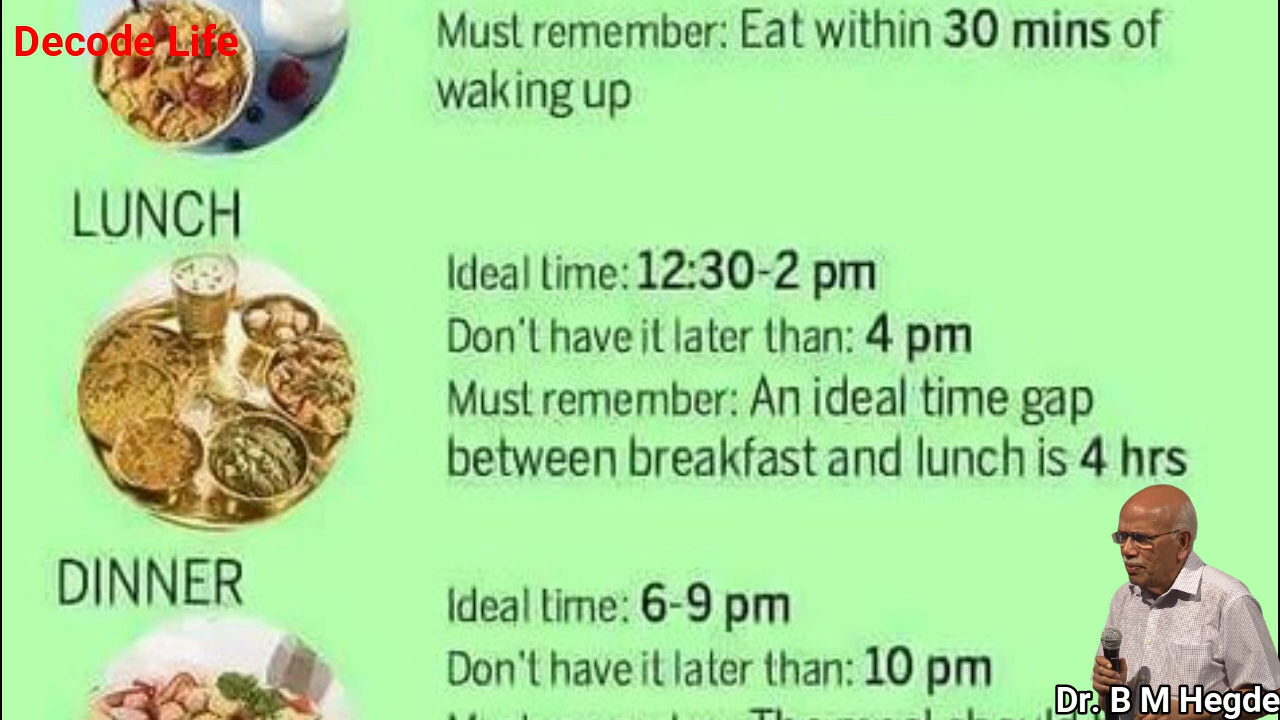 Decode Life
Must remember: Eat within 30 mins of
waking up
LUNCH
Ideal time: 12:30-2 pm
Don't have it later than: 4 pm
Must remember: An ideal time gap
between breakfast and lunch is 4 hrs
DINNER
Ideal time: 6-9 pm
Don't have it later than: 10 pm
Dr. B M Hegde